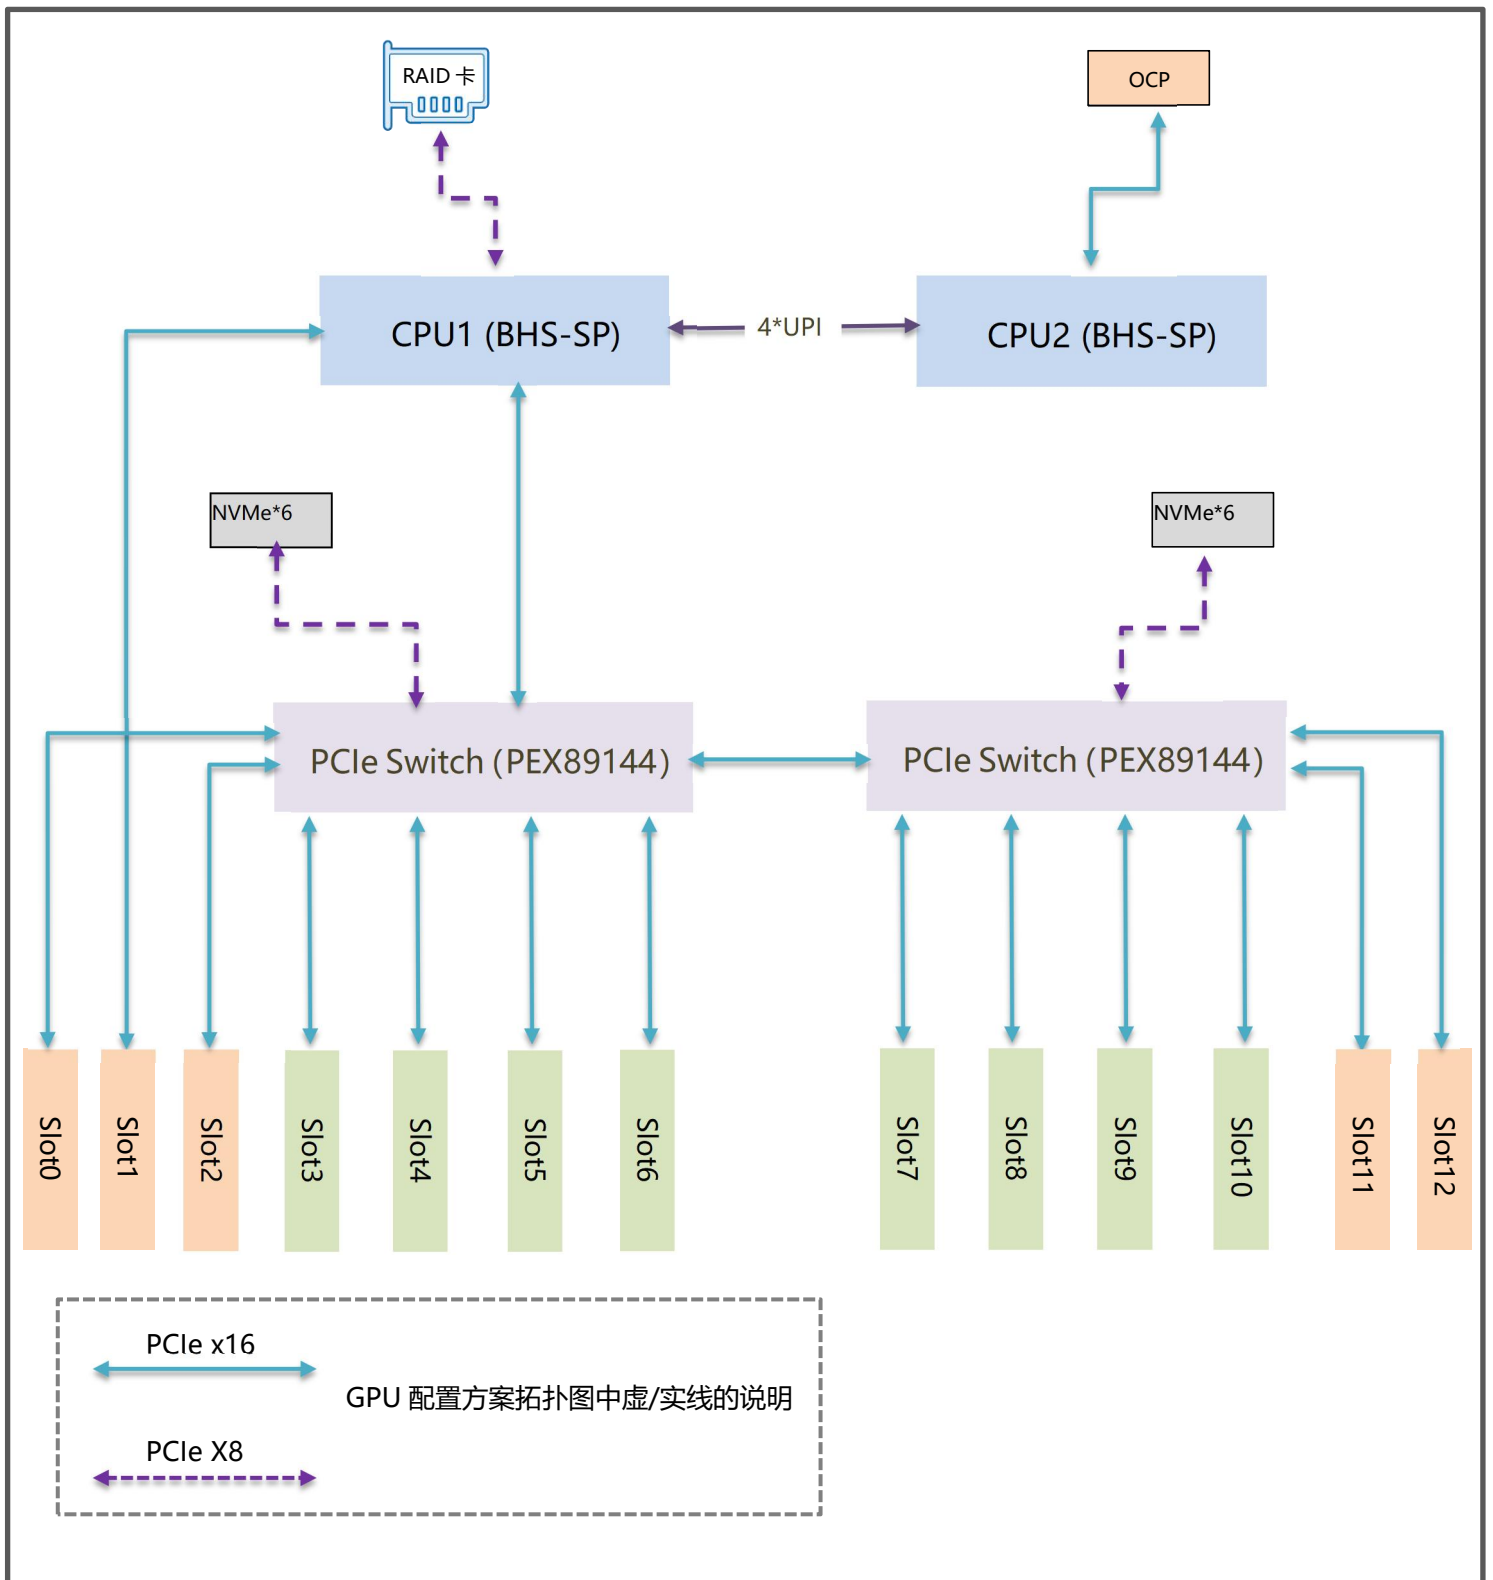 RAID 卡
OCP
CPU1 (BHS-SP)
4*UPI
CPU2 (BHS-SP)
NVMe*6
NVMe*6
PCIe Switch (PEX89144)
PCIe Switch (PEX89144)
Slot0
Slot1
Slot2
Slot3
Slot4
Slot5
Slot6
Slot7
Slot8
Slot9
Slot10
Slot11
Slot12
PCIe x16
GPU 配置方案拓扑图中虚/实线的说明
PCIe X8